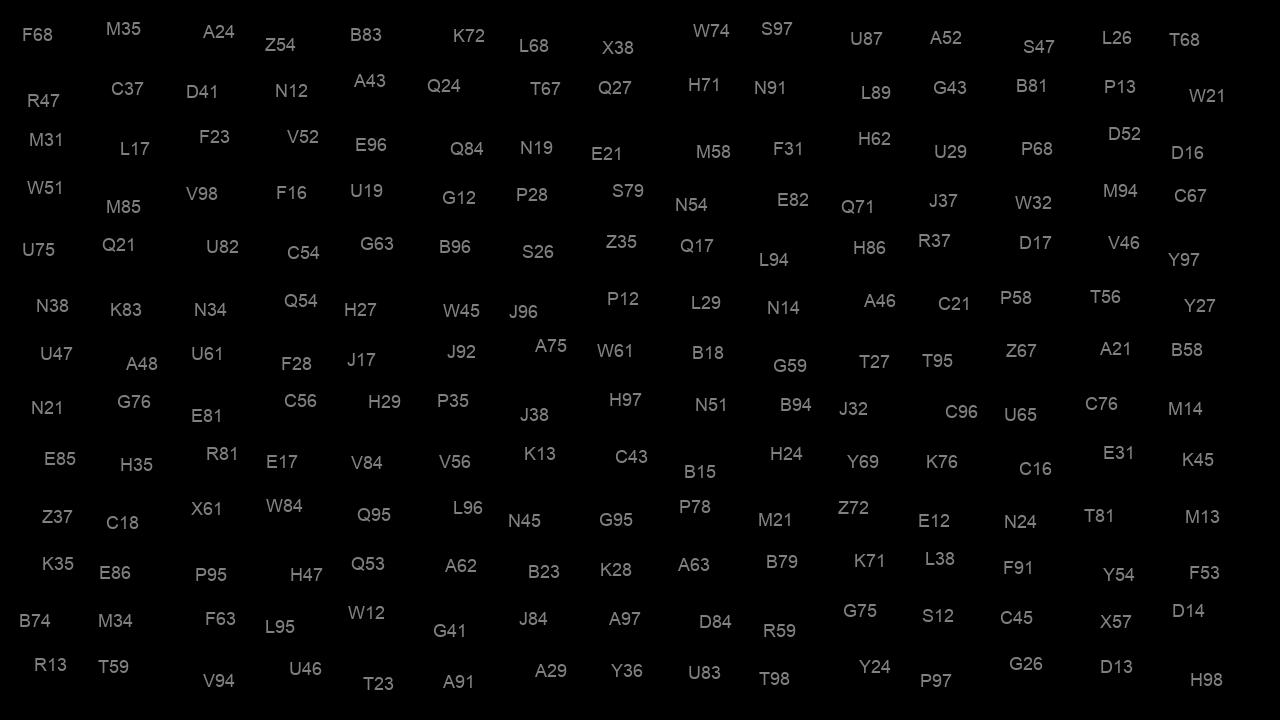 F68 M35 A24 Z54 B83 K72 L68 X38 W74 S97 U87 A52 S47 L26 T68
R47 C37 D41 N12 A43 Q24 T67 Q27 H71 N91 L89 G43 B81 P13 W21
M31 L17 F23 V52 E96 Q84 N19 E21 M58 F31 H62 U29 P68 D52 D16
W51 M85 V98 F16 U19 G12 P28 S79 N54 E82 Q71 J37 W32 M94 C67
U75 Q21 U82 C54 G63 B96 S26 Z35 Q17 L94 H86 R37 D17 V46 Y97
N38 K83 N34 Q54 H27 W45 J96 P12 L29 N14 A46 C21 P58 T56 Y27
U47 A48 U61 F28 J17 J92 A75 W61 B18 G59 T27 T95 Z67 A21 B58
N21 G76 E81 C56 H29 P35 J38 H97 N51 B94 J32 C96 U65 C76 M14
E85 H35 R81 E17 V84 V56 K13 C43 B15 H24 Y69 K76 C16 E31 K45
Z37 C18 X61 W84 Q95 L96 N45 G95 P78 M21 Z72 E12 N24 T81 M13
K35 E86 P95 H47 Q53 A62 B23 K28 A63 B79 K71 L38 F91 Y54 F53
B74 M34 F63 L95 W12 G41 J84 A97 D84 R59 G75 S12 C45 X57 D14
R13 T59 V94 U46 T23 A91 A29 Y36 U83 T98 Y24 P97 G26 D13 H98